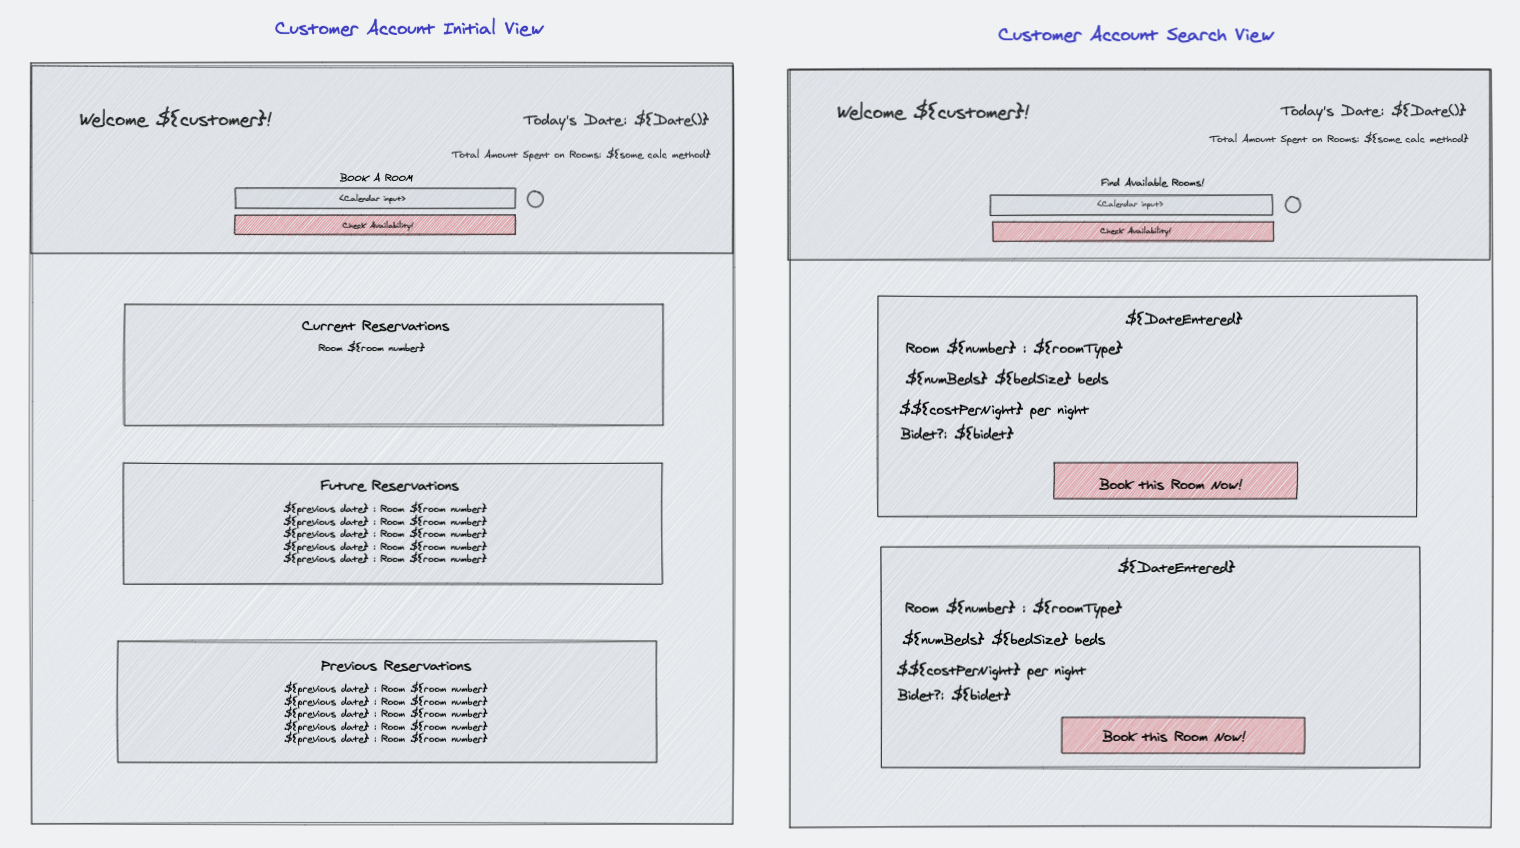 Customer Account Initial View
Welcome ${customer}!
Today's Date: ${Date()}
Total Amount Spent on Rooms: ${some calc method}
Book A Room
<Calendar input>
Check Availability!
Current Reservations
Room ${room number}
Future Reservations
${previous date} : Room ${room number}
${previous date} : Room ${room number}
${previous date} : Room ${room number}
${previous date} : Room ${room number}
${previous date} : Room ${room number}
Previous Reservations
${previous date} : Room ${room number}
${previous date} : Room ${room number}
${previous date} : Room ${room number}
${previous date} : Room ${room number}
${previous date} : Room ${room number}
Customer Account Search View
Welcome ${customer}!
Today's Date: ${Date()}
Total Amount Spent on Rooms: ${some calc method}
Find Available Rooms!
<Calendar input>
Check Availability!
${DateEntered}
Room ${number} : ${roomType}
${numBeds} ${bedSize} beds
$${costPerNight} per night
Bidet?: ${bidet}
Book this Room Now!
${DateEntered}
Room ${number} : ${roomType}
${numBeds} ${bedSize} beds
$${costPerNight} per night
Bidet?: ${bidet}
Book this Room Now!